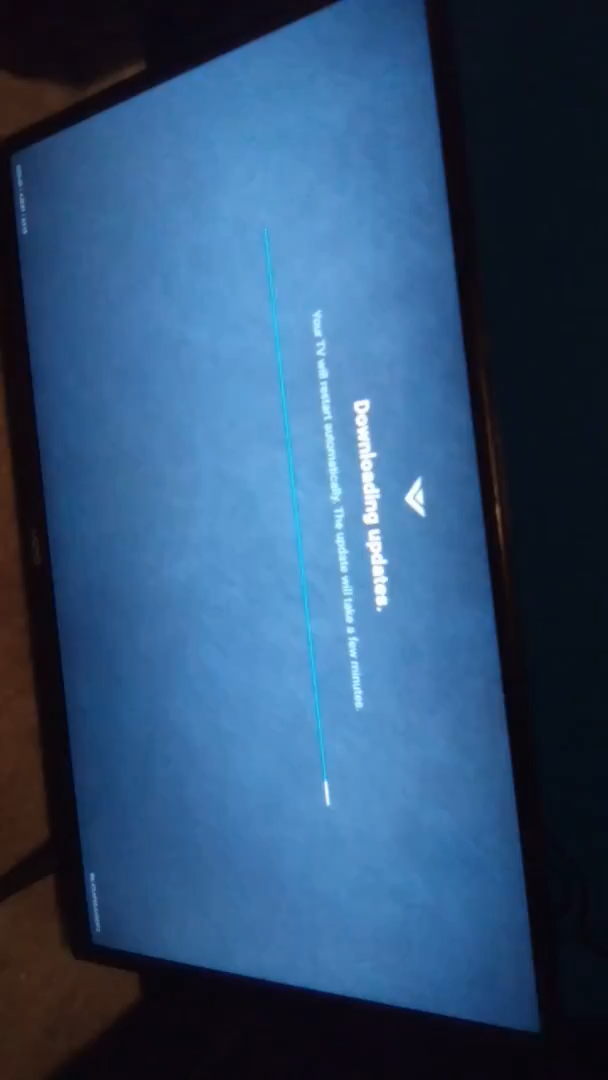 Downloading updates.
Your TV will restart automatically. The update will take a few minutes.